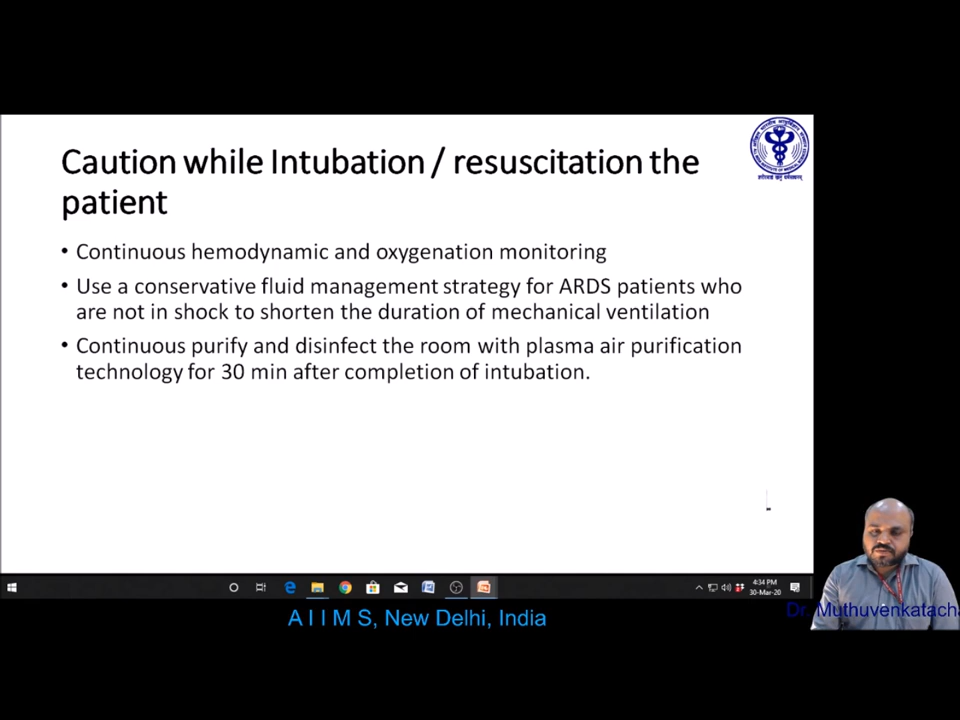 Caution while Intubation / resuscitation the
patient
• Continuous hemodynamic and oxygenation monitoring
• Use a conservative fluid management strategy for ARDS patients who
are not in shock to shorten the duration of mechanical ventilation
• Continuous purify and disinfect the room with plasma air purification
technology for 30 min after completion of intubation.
4:34 PM
30-Mar-20
Dr. Muthuvenkatacha
A I I M S, New Delhi, India